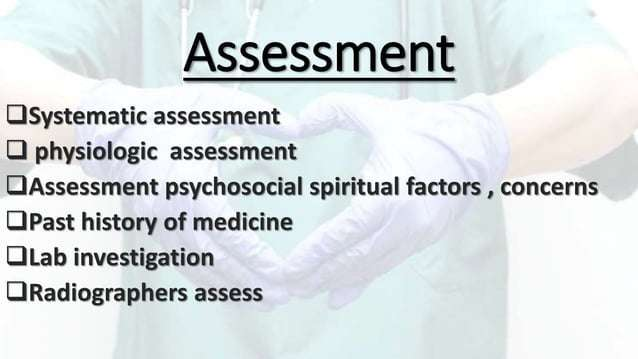 Assessment
Systematic assessment
physiologic assessment
Assessment psychosocial spiritual factors , concerns
Past history of medicine
Lab investigation
Radiographers assess